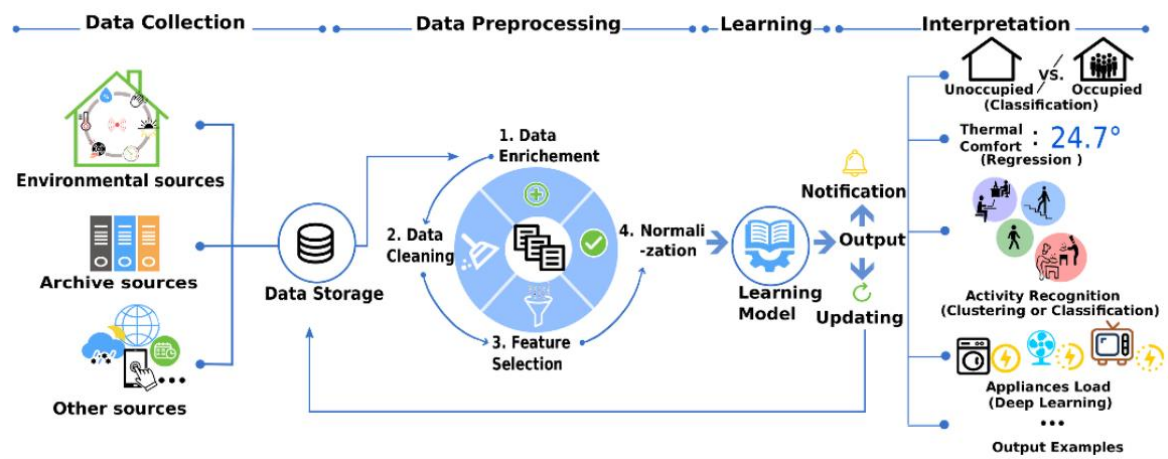 Data Collection
Data Preprocessing
Learning
Interpretation
Environmental sources
Archive sources
Other sources
Data Storage
1. Data
Enrichement
2. Data
Cleaning
3. Feature
Selection
4. Normali
-zation
Learning
Model
Notification
Output
Updating
Unoccupied
VS.
Occupied
(Classification)
Thermal
Comfort : 24.7°
(Regression )
Activity Recognition
(Clustering or Classification)
Appliances Load
(Deep Learning)
•••
Output Examples